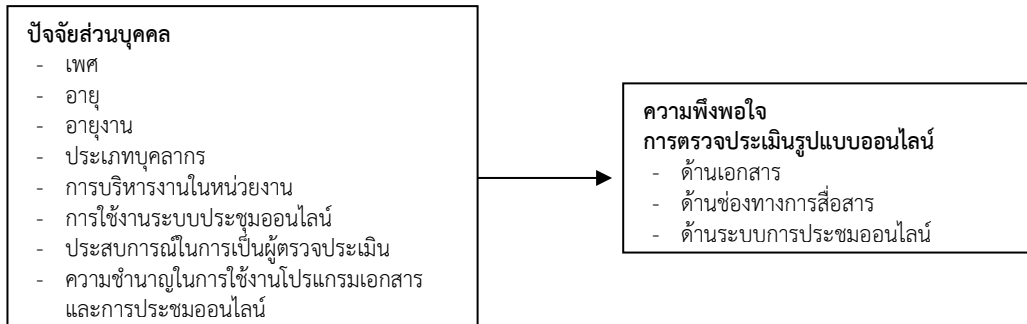 ปัจจัยส่วนบุคคล
- เพศ
- อายุ
- อายุงาน
- ประเภทบุคลากร
- การบริหารงานในหน่วยงาน
- การใช้งานระบบประชุมออนไลน์
- ประสบการณ์ในการเป็นผู้ตรวจประเมิน
- ความชำนาญในการใช้งานโปรแกรมเอกสาร
และการประชุมออนไลน์
ความพึงพอใจ
การตรวจประเมินรูปแบบออนไลน์
- ด้านเอกสาร
- ด้านช่องทางการสื่อสาร
- ด้านระบบการประชุมออนไลน์